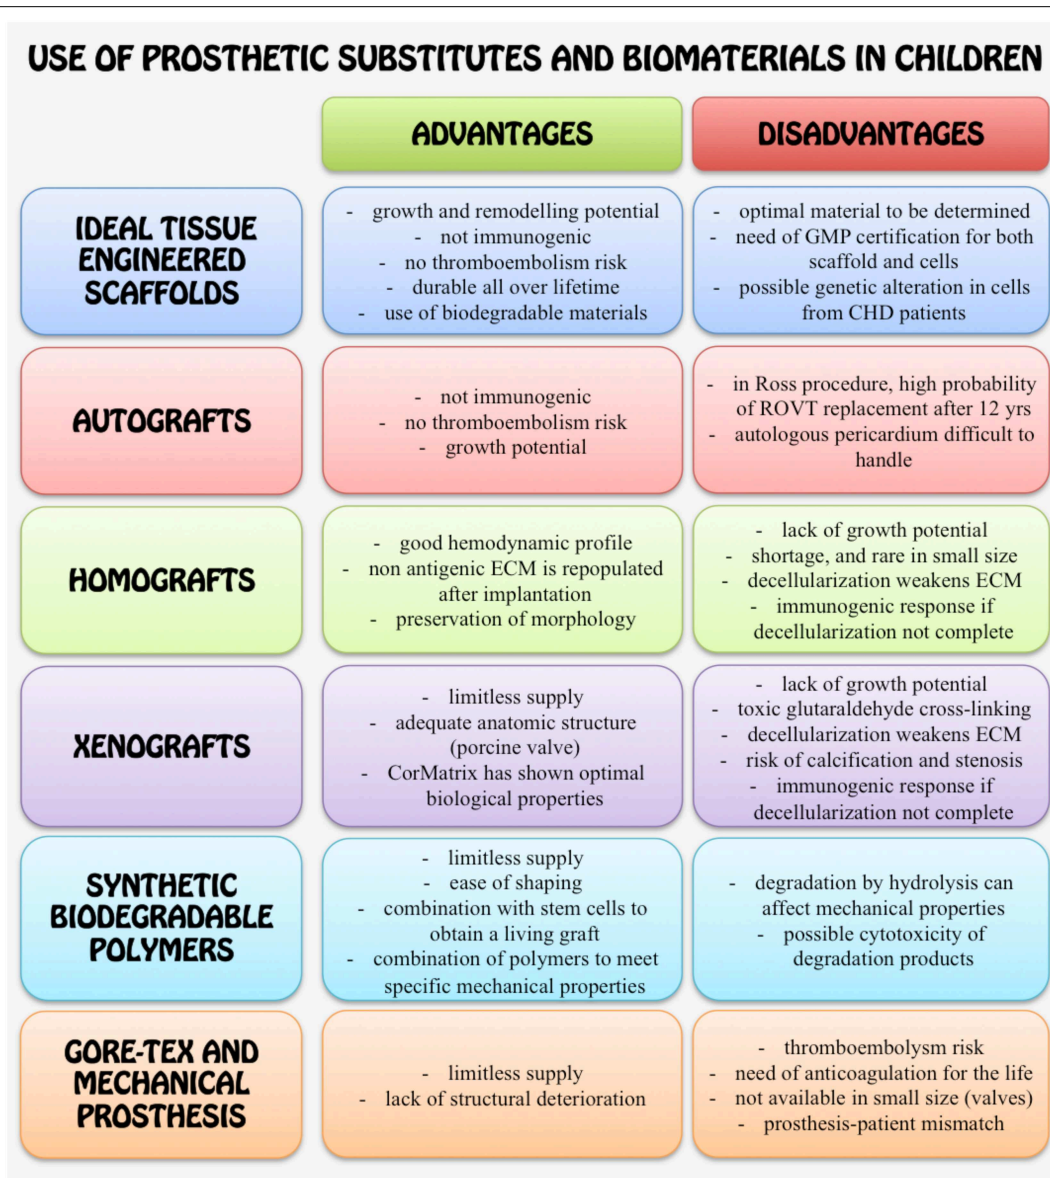 USE OF PROSTHETIC SUBSTITUTES AND BIOMATERIALS IN CHILDREN
ADVANTAGES
DISADVANTAGES
IDEAL TISSUE
ENGINEERED
SCAFFOLDS
- growth and remodelling potential
- not immunogenic
- no thromboembolism risk
- durable all over lifetime
- use of biodegradable materials
- optimal material to be determined
- need of GMP certification for both
scaffold and cells
- possible genetic alteration in cells
from CHD patients
AUTOGRAFTS
- not immunogenic
- no thromboembolism risk
- growth potential
- in Ross procedure, high probability
of ROVT replacement after 12 yrs
- autologous pericardium difficult to
handle
HOMOGRAFTS
- good hemodynamic profile
- non antigenic ECM is repopulated
after implantation
- preservation of morphology
- lack of growth potential
- shortage, and rare in small size
- decellularization weakens ECM
- immunogenic response if
decellularization not complete
XENOGRAFTS
- limitless supply
- adequate anatomic structure
(porcine valve)
- CorMatrix has shown optimal
biological properties
- lack of growth potential
- toxic glutaraldehyde cross-linking
- decellularization weakens ECM
- risk of calcification and stenosis
- immunogenic response if
decellularization not complete
SYNTHETIC
BIODEGRADABLE
POLYMERS
- limitless supply
- ease of shaping
- combination with stem cells to
obtain a living graft
- combination of polymers to meet
specific mechanical properties
- degradation by hydrolysis can
affect mechanical properties
- possible cytotoxicity of
degradation products
GORE-TEX AND
MECHANICAL
PROSTHESIS
- limitless supply
- lack of structural deterioration
- thromboembolysm risk
- need of anticoagulation for the life
- not available in small size (valves)
- prosthesis-patient mismatch